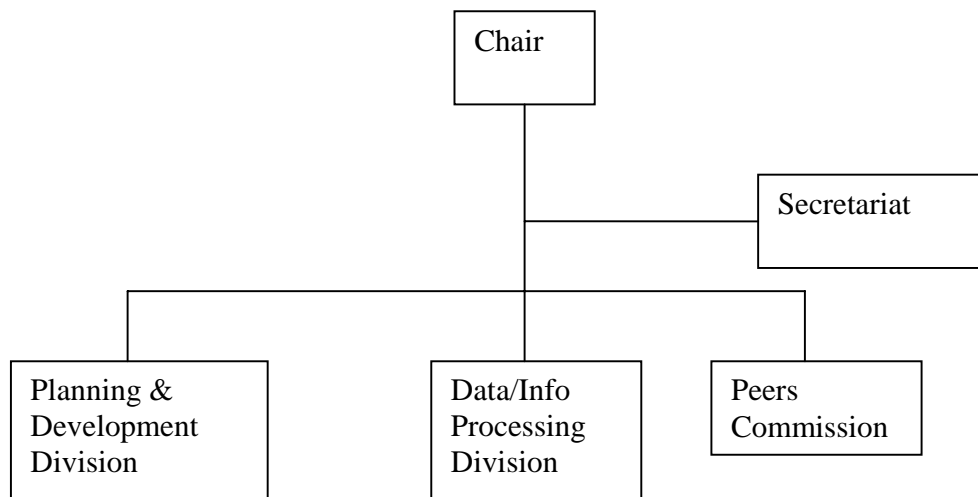 Chair
Secretariat
Planning &
Development
Division
Data/Info
Processing
Division
Peers
Commission